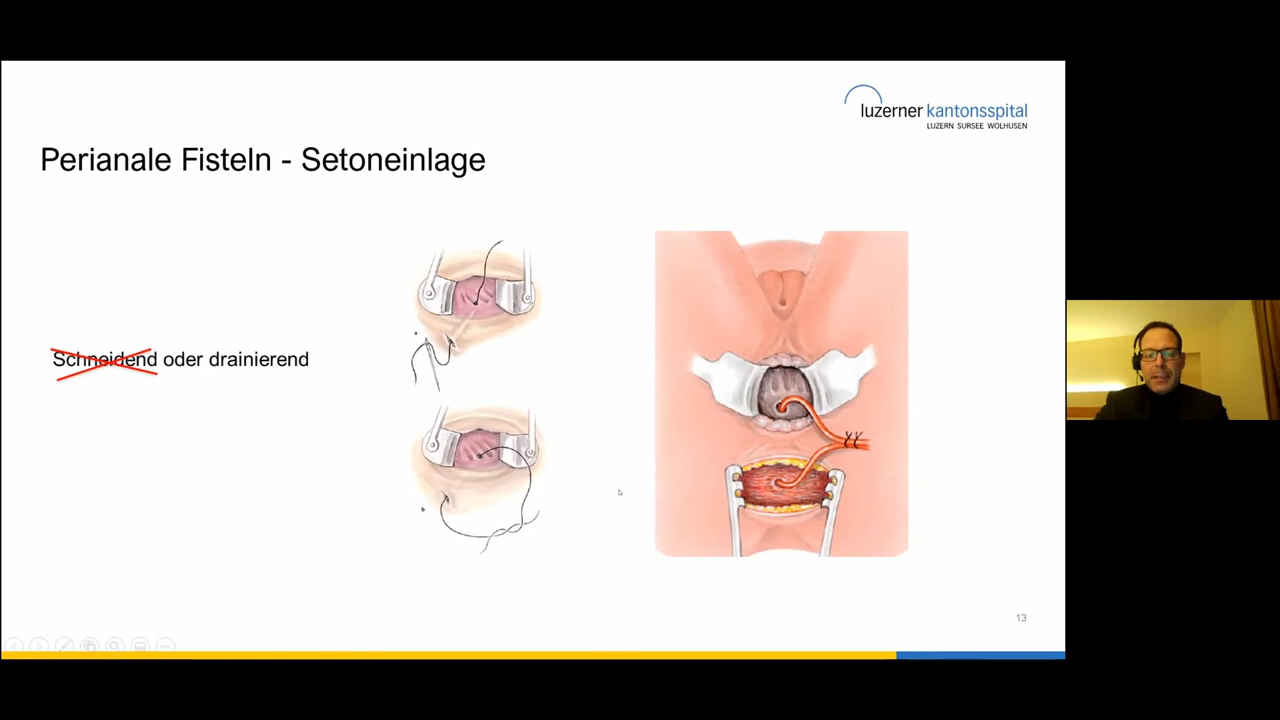 luzerner kantonsspital
LUZERN SURSEE WOLHUSEN
Perianale Fisteln - Setoneinlage
Schneidend oder drainierend
a
b
13